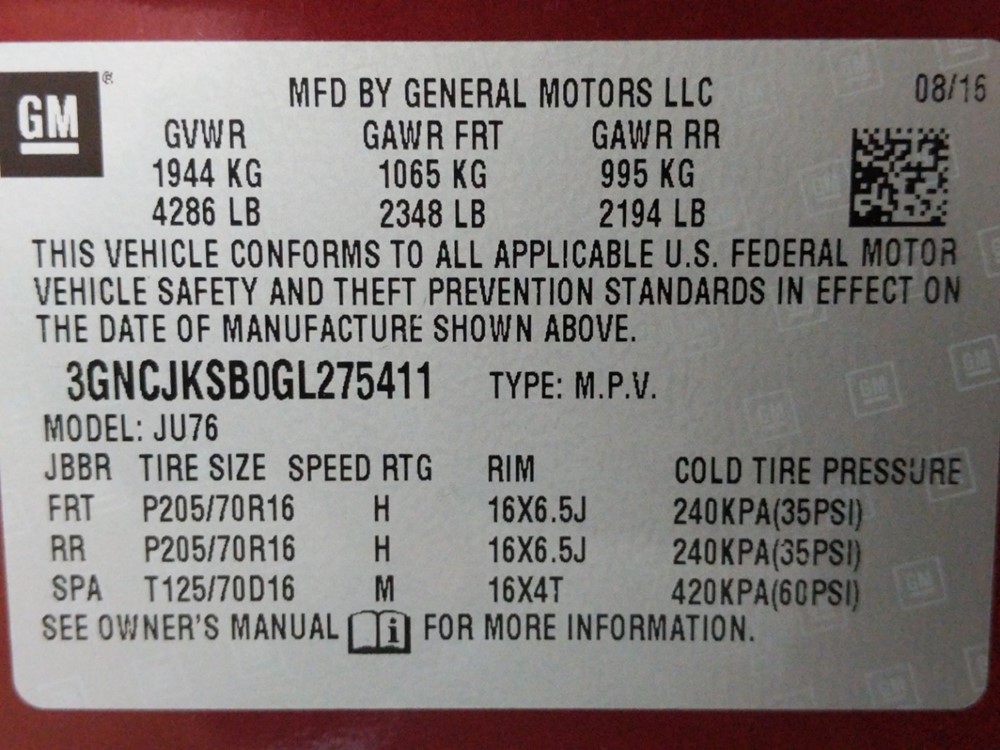 GM ®
MFD BY GENERAL MOTORS LLC 08/16
GVWR GAWR FRT GAWR RR
1944 KG 1065 KG 995 KG
4286 LB 2348 LB 2194 LB
THIS VEHICLE CONFORMS TO ALL APPLICABLE U.S. FEDERAL MOTOR
VEHICLE SAFETY AND THEFT PREVENTION STANDARDS IN EFFECT ON
THE DATE OF MANUFACTURE SHOWN ABOVE.
3GNCJKSB0GL275411 TYPE: M.P.V.
MODEL: JU76
JBBR TIRE SIZE SPEED RTG RIM COLD TIRE PRESSURE
FRT P205/70R16 H 16X6.5J 240KPA(35PSI)
RR P205/70R16 H 16X6.5J 240KPA(35PSI)
SPA T125/70D16 M 16X4T 420KPA(60PSI)
SEE OWNER'S MANUAL i FOR MORE INFORMATION.